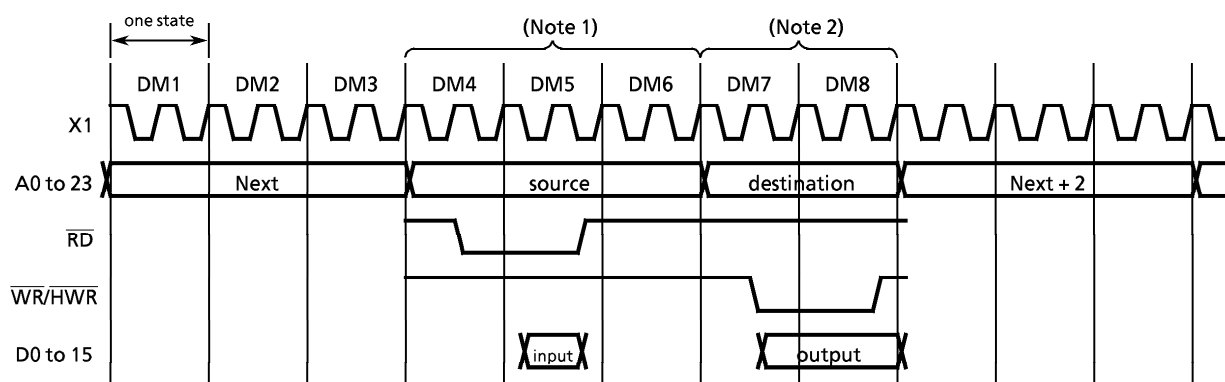 one state
(Note 1)
(Note 2)
DM1 DM2 DM3 DM4 DM5 DM6 DM7 DM8
X1
A0 to 23 Next source destination Next + 2
RD
WR/HWR
D0 to 15 input output